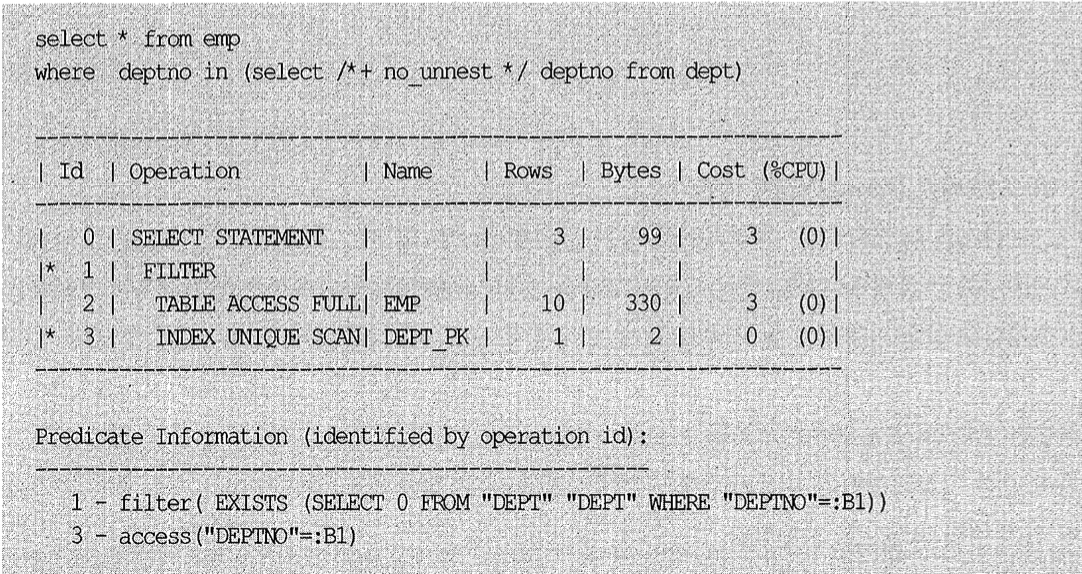 select * from emp
where  deptno in (select /*+ no_unnest */ deptno from dept)
---------------------------------------------------------------------------
| Id  | Operation          | Name    | Rows  | Bytes | Cost (%CPU)|
---------------------------------------------------------------------------
|   0 | SELECT STATEMENT   |         |     3 |    99 |     3   (0)|
|*  1 |  FILTER            |         |       |       |            |
|   2 |   TABLE ACCESS FULL| EMP     |    10 |   330 |     3   (0)|
|*  3 |   INDEX UNIQUE SCAN| DEPT_PK |     1 |     2 |     0   (0)|
---------------------------------------------------------------------------
Predicate Information (identified by operation id):
---------------------------------------------------
   1 - filter( EXISTS (SELECT 0 FROM "DEPT" "DEPT" WHERE "DEPTNO"=:B1))
   3 - access("DEPTNO"=:B1)